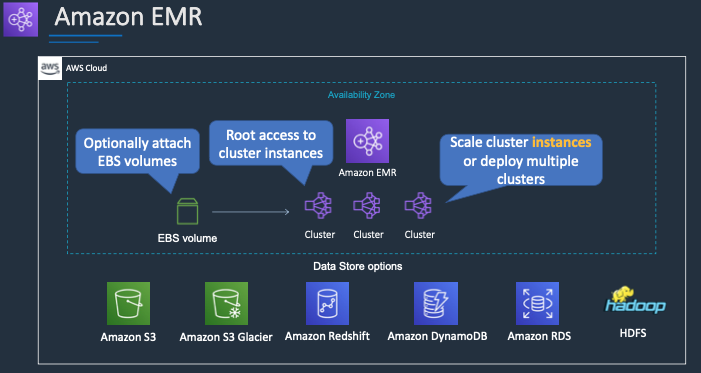 Amazon EMR
aws
AWS Cloud
Availability Zone
Optionally attach
EBS volumes
Root access to
cluster instances
Amazon EMR
Scale cluster instances
or deploy multiple
clusters
EBS volume
Cluster
Cluster
Cluster
Data Store options
Amazon S3
Amazon S3 Glacier
Amazon Redshift
Amazon DynamoDB
Amazon RDS
hadoop
HDFS